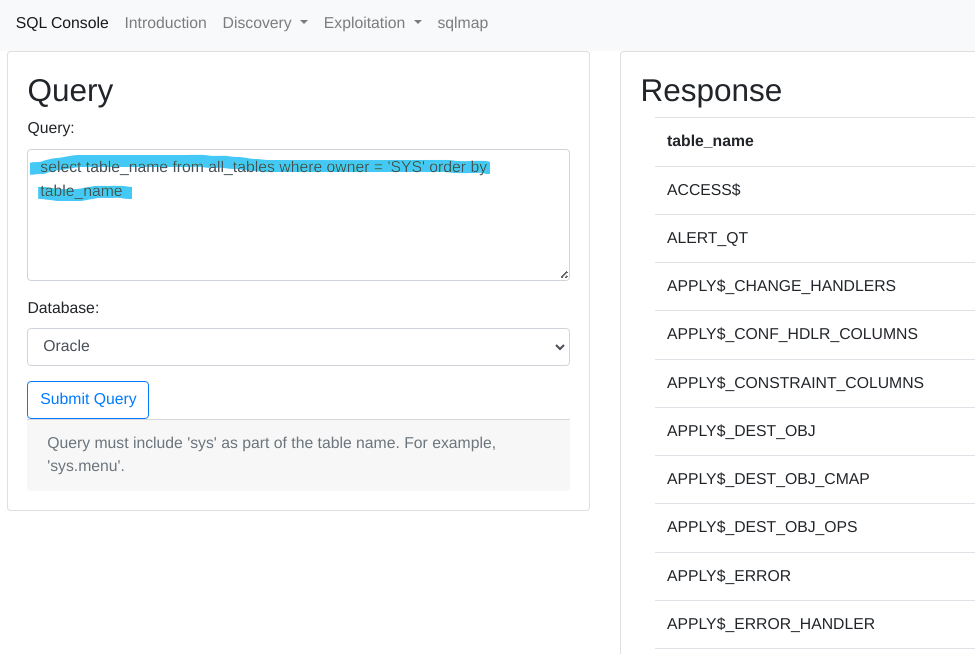 SQL Console Introduction Discovery Exploitation sqlmap
Query
Query:
select table_name from all_tables where owner = 'SYS' order by
table_name
Database:
Oracle
Submit Query
Query must include 'sys' as part of the table name. For example,
'sys.menu'.
Response
table_name
ACCESS$
ALERT_QT
APPLY$_CHANGE_HANDLERS
APPLY$_CONF_HDLR_COLUMNS
APPLY$_CONSTRAINT_COLUMNS
APPLY$_DEST_OBJ
APPLY$_DEST_OBJ_CMAP
APPLY$_DEST_OBJ_OPS
APPLY$_ERROR
APPLY$_ERROR_HANDLER